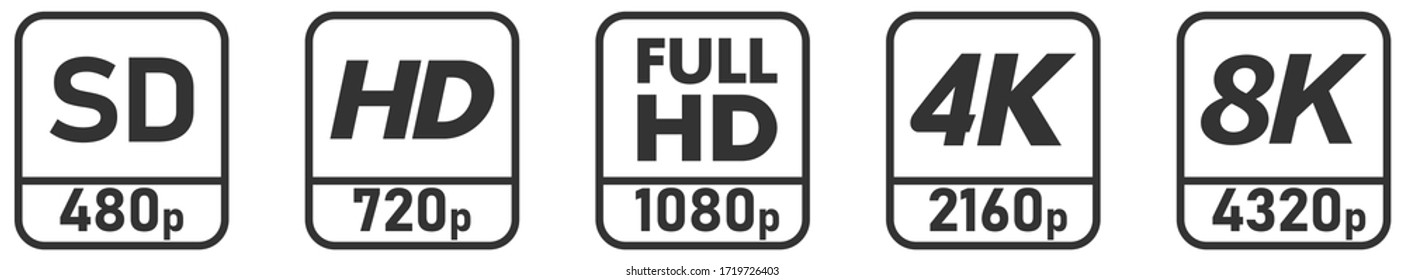 SD
480p
HD
720p
FULL
HD
1080p
4K
2160p
8K
4320p
shutterstock.com · 1719726403